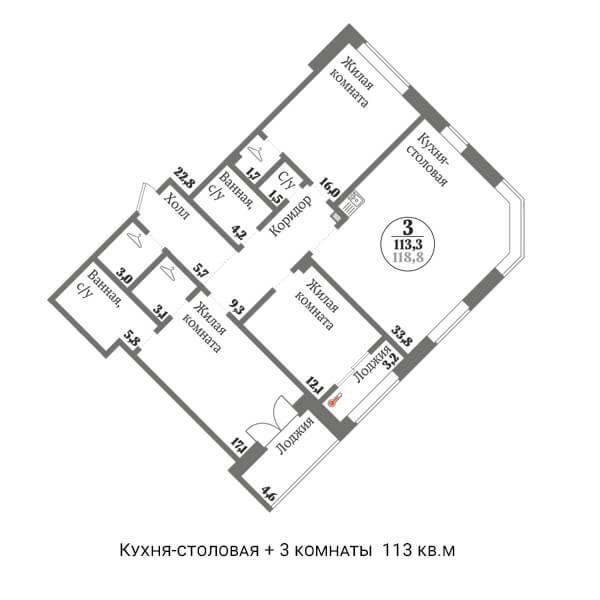 Жилая
комната
1,7
с/у
1,5
16,0
Кухня-
столовая
22,8
Ванная,
с/у
4,2
Холл
5,7
Коридор
9,3
3
113,3
118,8
33,8
3,0
3,1
Ванная,
с/у
5,8
Жилая
комната
17,1
Жилая
комната
12,1
Лоджия
3,2
Лоджия
4,6
Кухня-столовая + 3 комнаты 113 кв.м